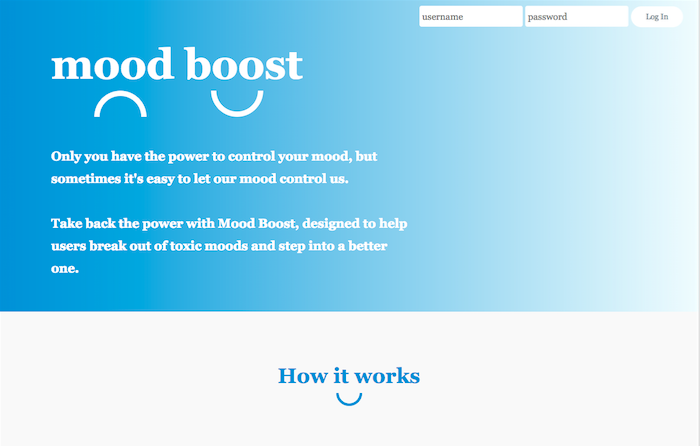 username password Log In
mood boost
Only you have the power to control your mood, but
sometimes it's easy to let our mood control us.
Take back the power with Mood Boost, designed to help
users break out of toxic moods and step into a better
one.
How it works